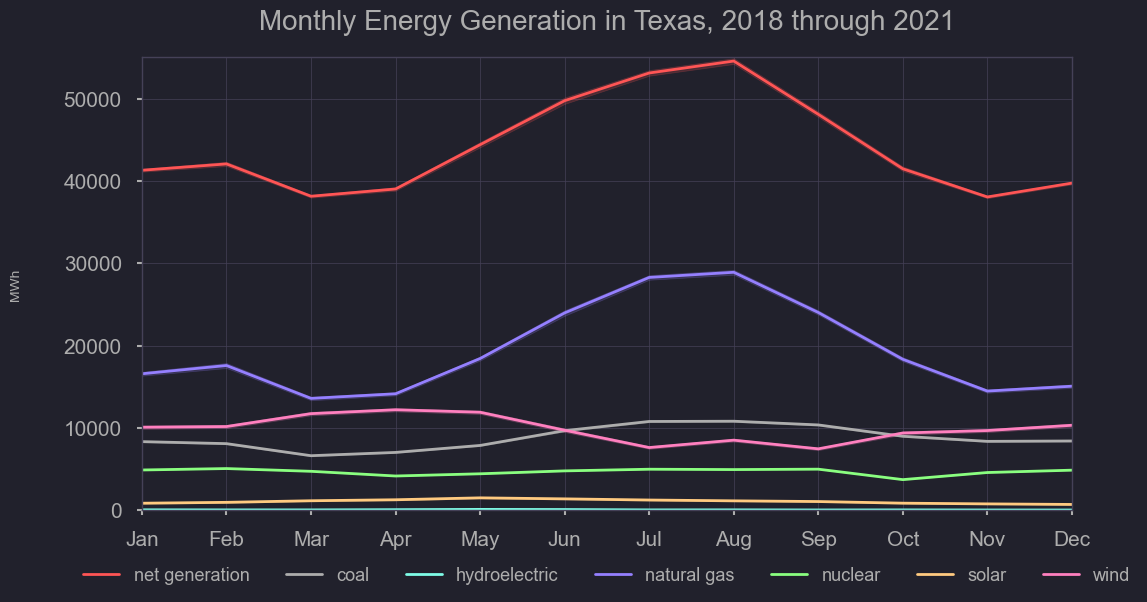 Monthly Energy Generation in Texas, 2018 through 2021
50000
40000
30000
MWh
20000
10000
0
Jan Feb Mar Apr May Jun Jul Aug Sep Oct Nov Dec
net generation coal hydroelectric natural gas nuclear solar wind